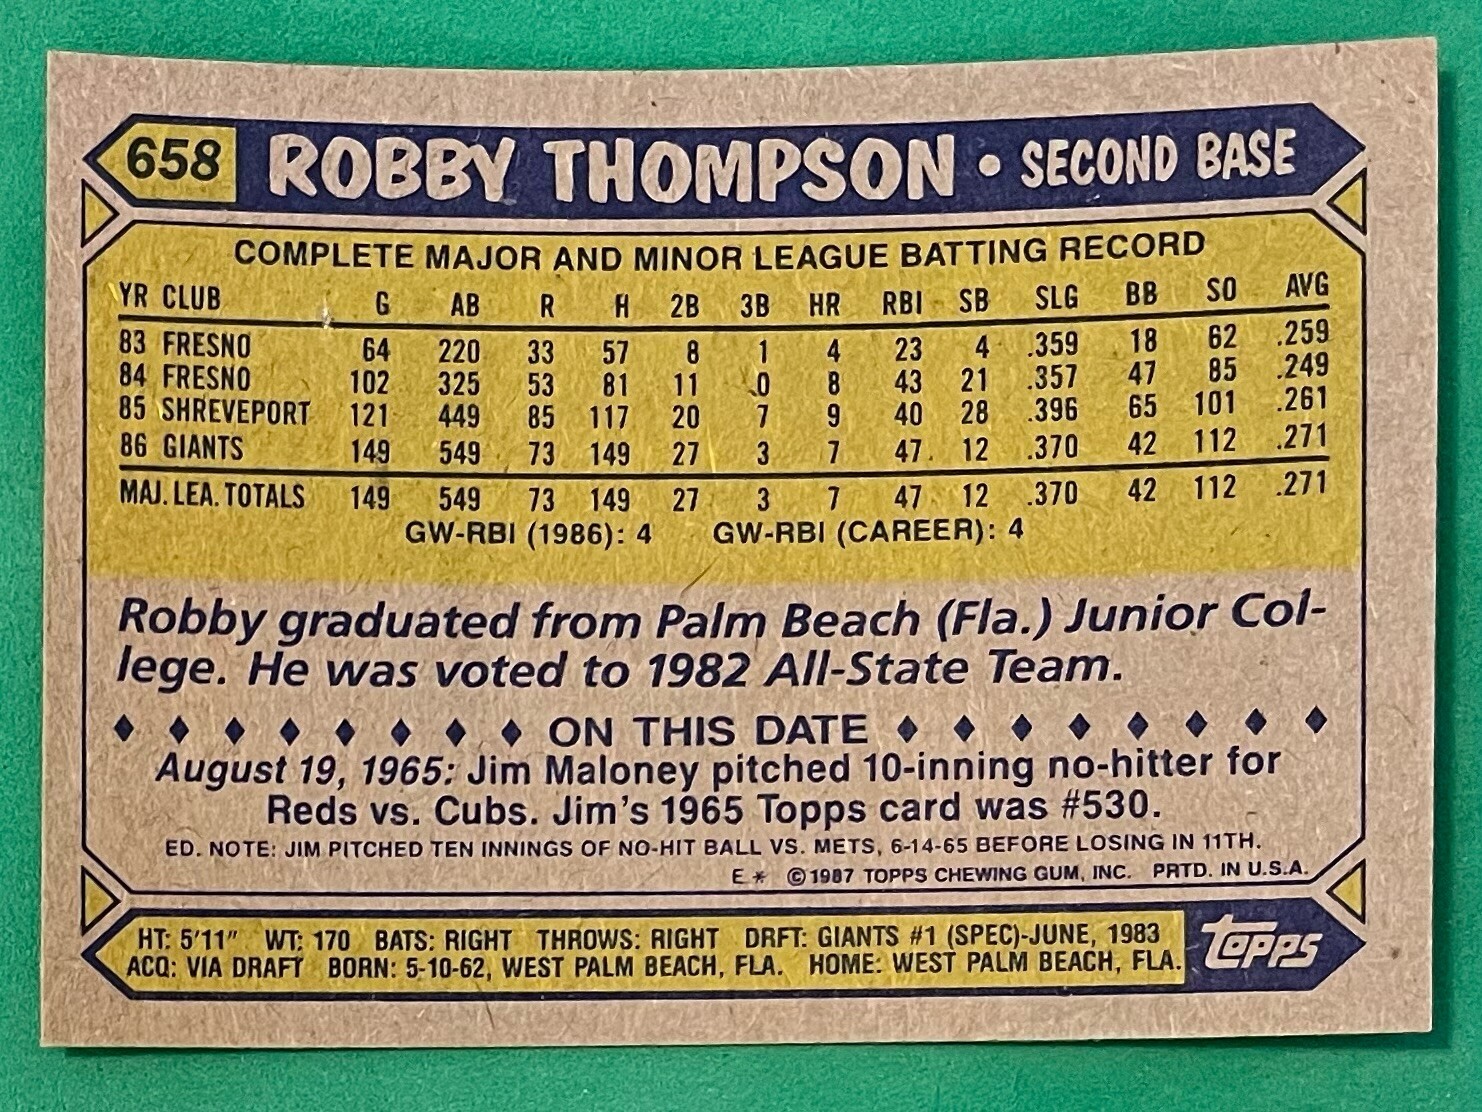 658 ROBBY THOMPSON • SECOND BASE
COMPLETE MAJOR AND MINOR LEAGUE BATTING RECORD
YR CLUB G AB R H 2B 3B HR RBI SB SLG BB SO AVG
83 FRESNO 64 220 33 57 8 1 4 23 4 .359 18 62 .259
84 FRESNO 102 325 53 81 11 0 8 43 21 .357 47 85 .249
85 SHREVEPORT 121 449 85 117 20 7 9 40 28 .396 65 101 .261
86 GIANTS 149 549 73 149 27 3 7 47 12 .370 42 112 .271
MAJ. LEA. TOTALS 149 549 73 149 27 3 7 47 12 .370 42 112 .271
GW-RBI (1986): 4 GW-RBI (CAREER): 4
Robby graduated from Palm Beach (Fla.) Junior Col-
lege. He was voted to 1982 All-State Team.
♦ ♦ ♦ ♦ ♦ ♦ ♦ ♦ ON THIS DATE ♦ ♦ ♦ ♦ ♦ ♦ ♦ ♦
August 19, 1965: Jim Maloney pitched 10-inning no-hitter for
Reds vs. Cubs. Jim's 1965 Topps card was #530.
ED. NOTE: JIM PITCHED TEN INNINGS OF NO-HIT BALL VS. METS, 6-14-65 BEFORE LOSING IN 11TH.
E * © 1987 TOPPS CHEWING GUM, INC. PRTD. IN U.S.A.
HT: 5'11" WT: 170 BATS: RIGHT THROWS: RIGHT DRFT: GIANTS #1 (SPEC)-JUNE, 1983
ACQ: VIA DRAFT BORN: 5-10-62, WEST PALM BEACH, FLA. HOME: WEST PALM BEACH, FLA.
topps